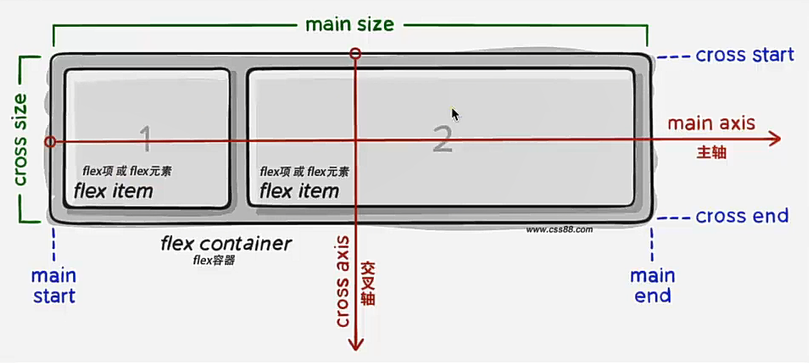 main size
cross start
cross size
1
2
main axis
主轴
flex项 或 flex元素
flex item
flex项 或 flex元素
flex item
cross end
www.css88.com
flex container
flex容器
cross axis
交叉轴
main
start
main
end